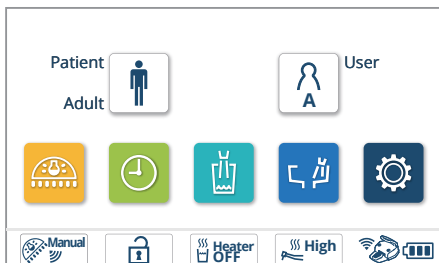 Patient
User
Adult
A
Manual
Heater
OFF
High